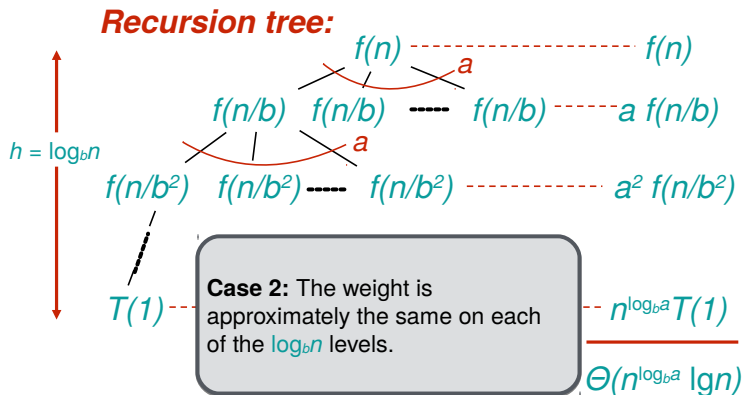 Recursion tree:
f(n) f(n)
a
f(n/b) f(n/b) f(n/b) a f(n/b)
h = log_b n
a
f(n/b²) f(n/b²) f(n/b²) a² f(n/b²)
Case 2: The weight is
approximately the same on each
of the log_b n levels.
T(1) n^{log_b a} T(1)
Θ(n^{log_b a} lgn)